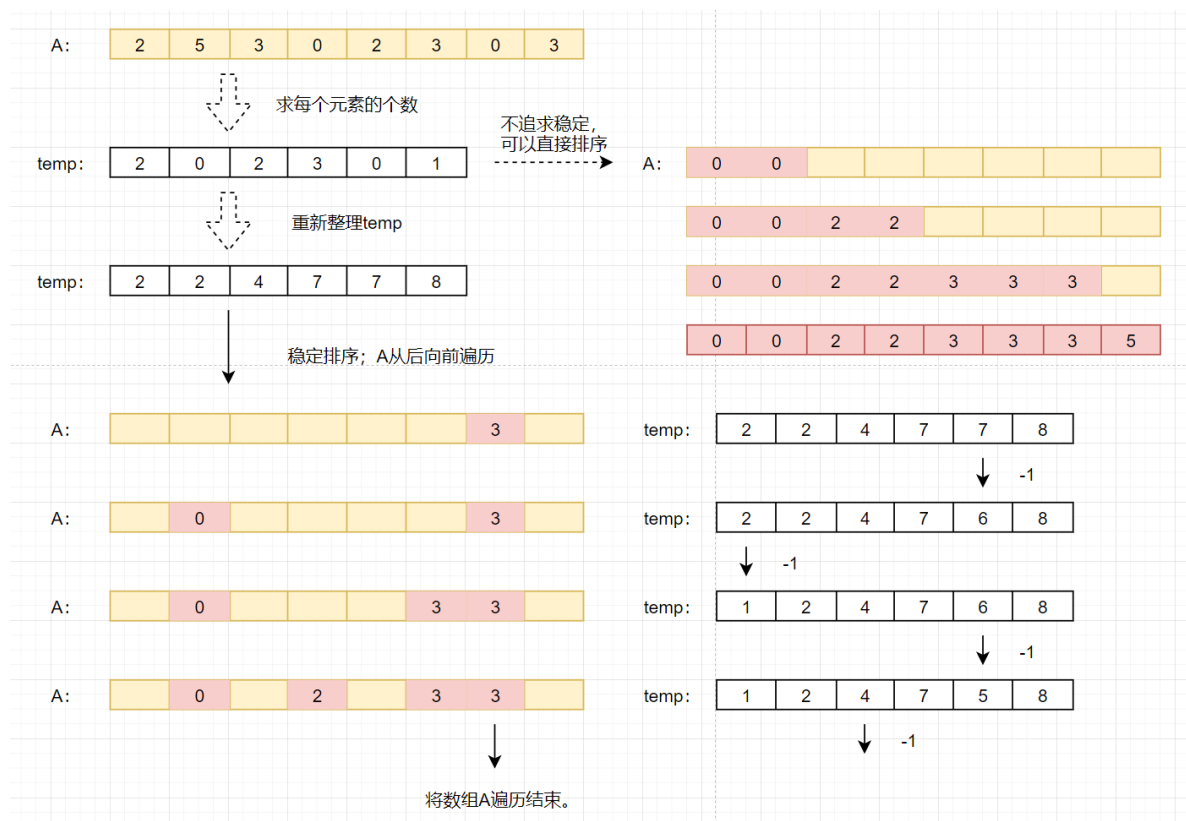 A: 2 5 3 0 2 3 0 3
求每个元素的个数
不追求稳定，
可以直接排序
temp: 2 0 2 3 0 1
A: 0 0
重新整理temp
0 0 2 2
temp: 2 2 4 7 7 8
0 0 2 2 3 3 3
0 0 2 2 3 3 3 5
稳定排序；A从后向前遍历
A: 3
temp: 2 2 4 7 7 8
-1
A: 0 3
temp: 2 2 4 7 6 8
-1
A: 0 3 3
temp: 1 2 4 7 6 8
-1
A: 0 2 3 3
temp: 1 2 4 7 5 8
-1
将数组A遍历结束。